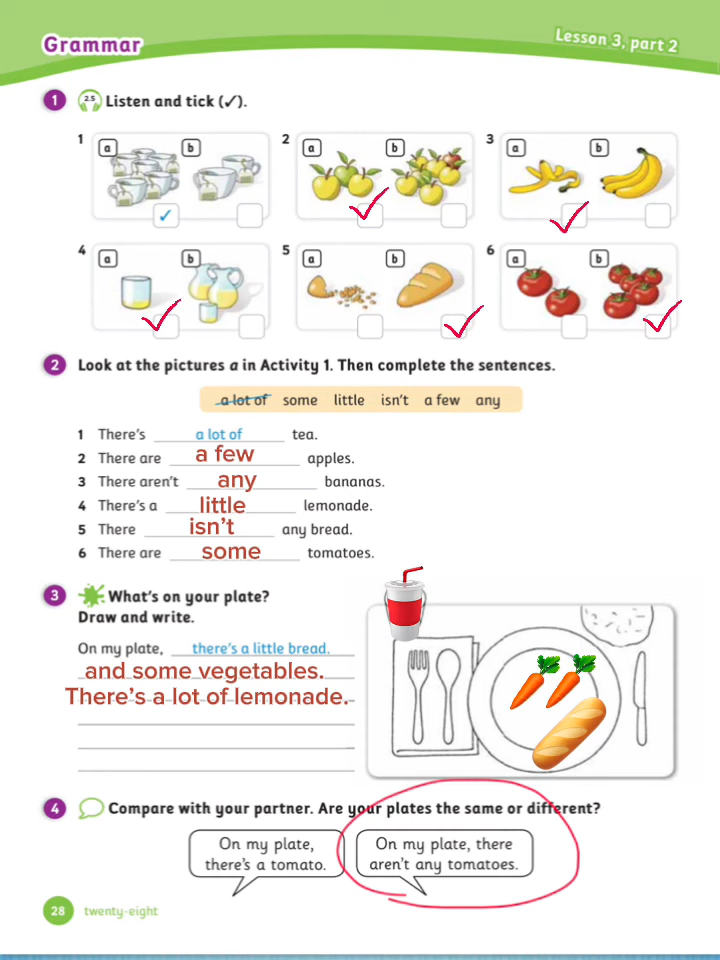 Grammar
Lesson 3, part 2
1 2.5 Listen and tick (✓).
1 a b
2 a b
3 a b
4 a b
5 a b
6 a b
2 Look at the pictures a in Activity 1. Then complete the sentences.
a lot of some little isn't a few any
1 There's a lot of tea.
2 There are a few apples.
3 There aren't any bananas.
4 There's a little lemonade.
5 There isn't any bread.
6 There are some tomatoes.
3 What's on your plate?
Draw and write.
On my plate, there's a little bread.
and some vegetables.
There's a lot of lemonade.
4 Compare with your partner. Are your plates the same or different?
On my plate,
there's a tomato.
On my plate, there
aren't any tomatoes.
28 twenty-eight